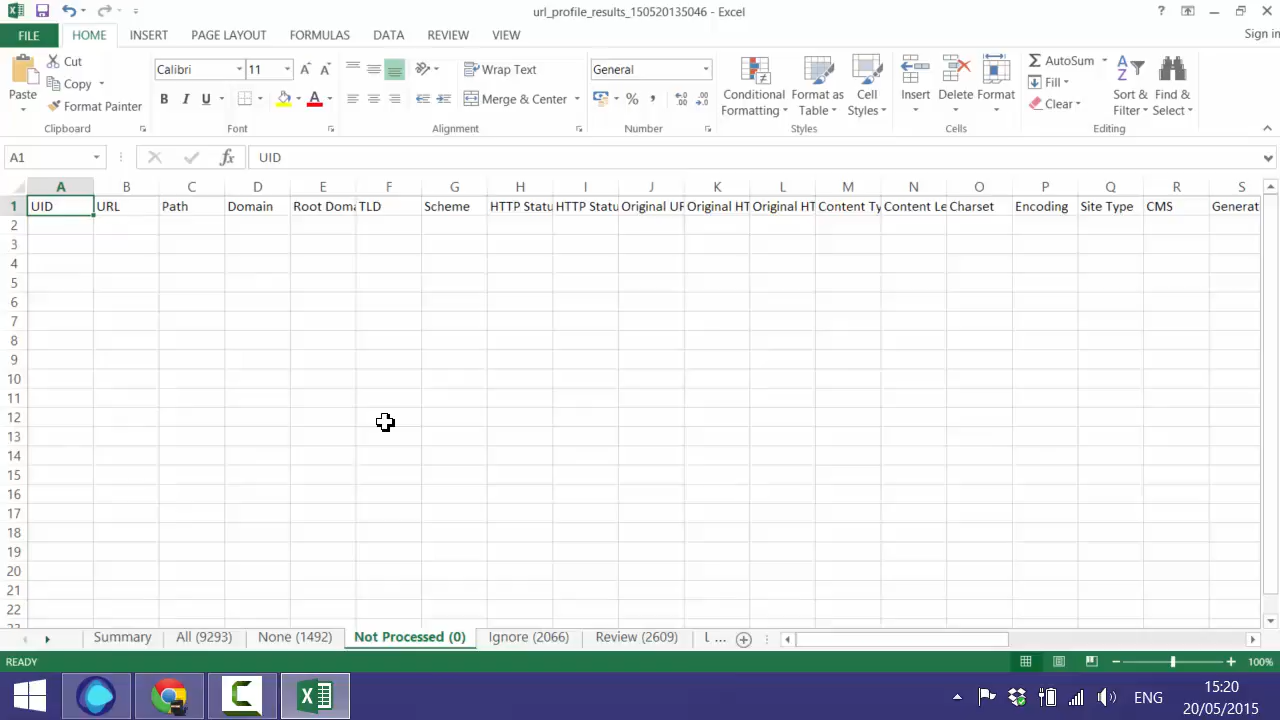 url_profile_results_150520135046 - Excel
?
FILE HOME INSERT PAGE LAYOUT FORMULAS DATA REVIEW VIEW Sign in
Paste
Cut
Copy
Format Painter
Clipboard
Calibri 11
B I U
Font
Wrap Text
Merge & Center
Alignment
General
%
Number
Conditional Formatting
Format as Table
Cell Styles
Styles
Insert
Delete
Format
Cells
AutoSum
Fill
Clear
Sort & Filter
Find & Select
Editing
A1 fx UID
A B C D E F G H I J K L M N O P Q R S
1 UID URL Path Domain Root Doma TLD Scheme HTTP Statu HTTP Statu Original UR Original HT Original HT Content Ty Content Le Charset Encoding Site Type CMS Generat
2
3
4
5
6
7
8
9
10
11
12
13
14
15
16
17
18
19
20
21
22
Summary All (9293) None (1492) Not Processed (0) Ignore (2066) Review (2609) ...
READY 100%
ENG
15:20
20/05/2015